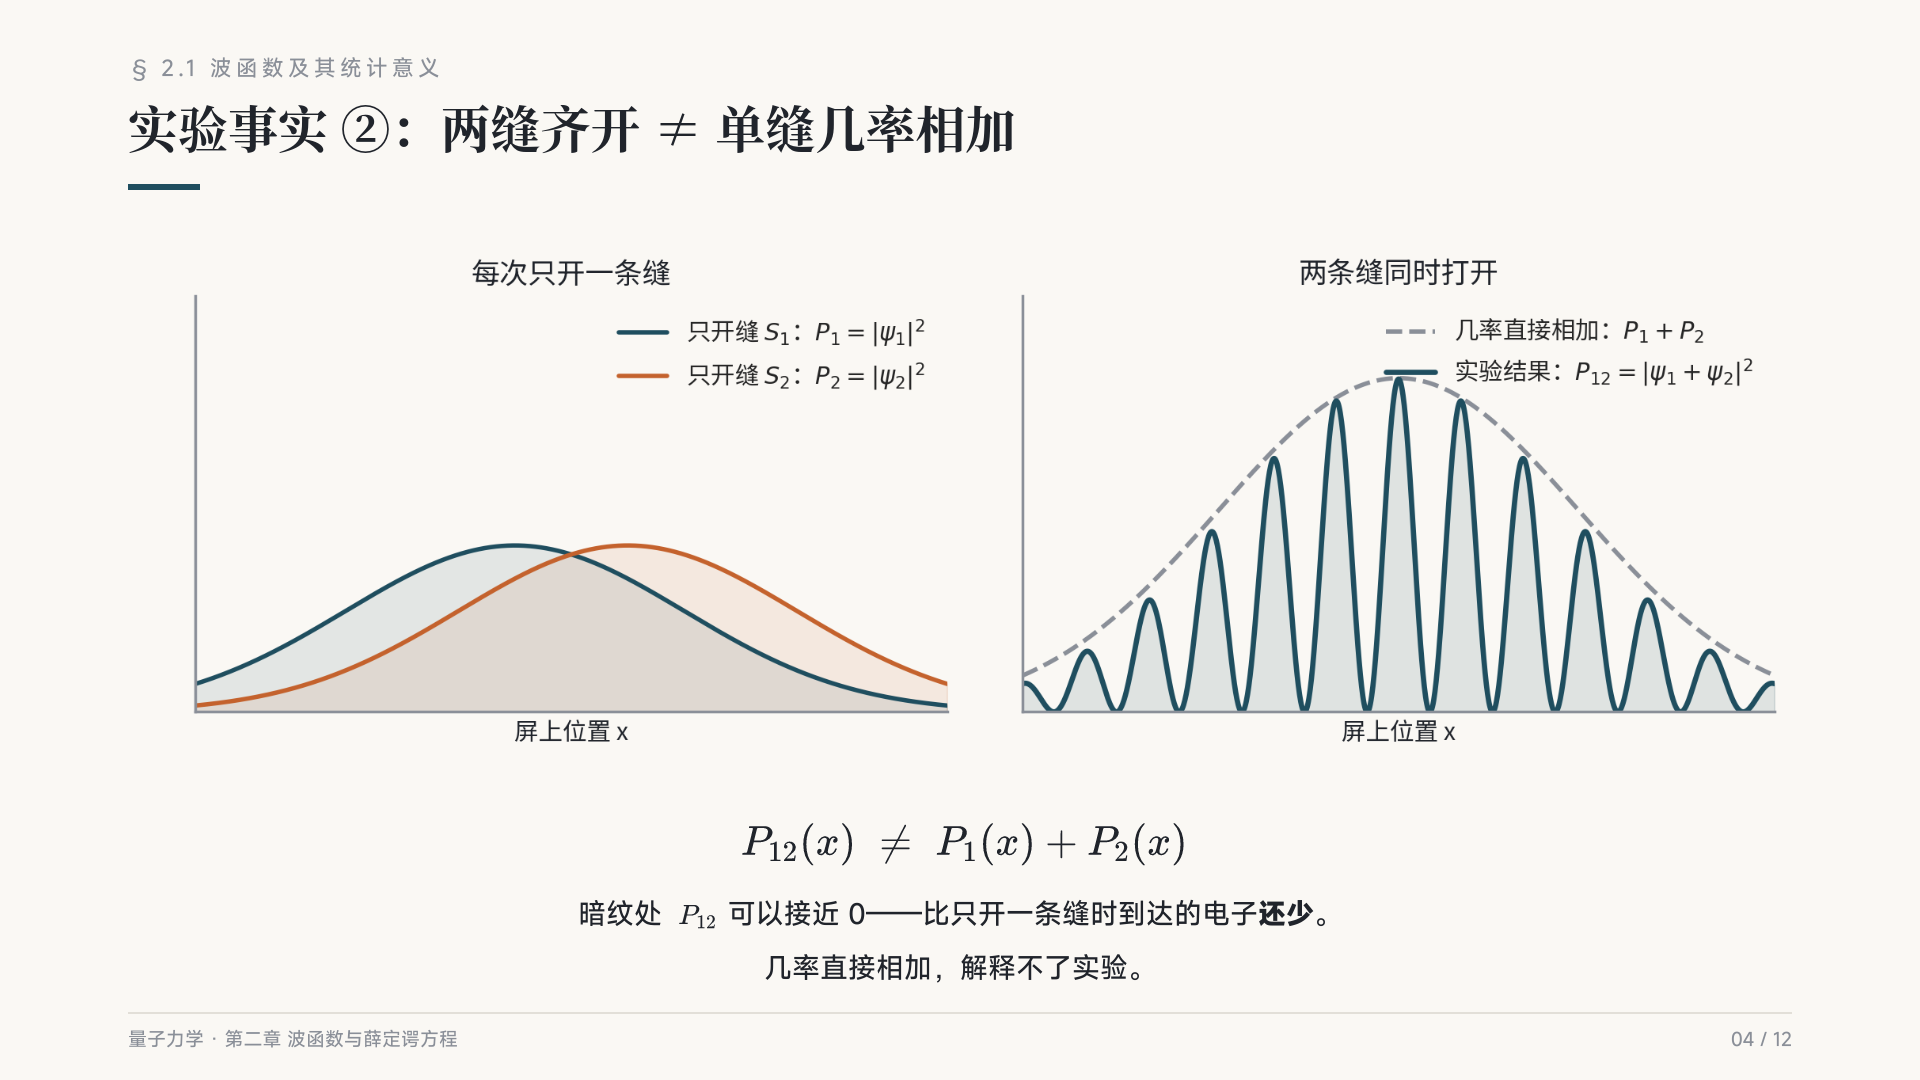 § 2.1 波函数及其统计意义
实验事实 ②：两缝齐开 ≠ 单缝几率相加
每次只开一条缝
只开缝 S₁：P₁ = |ψ₁|²
只开缝 S₂：P₂ = |ψ₂|²
屏上位置 x
两条缝同时打开
几率直接相加：P₁ + P₂
实验结果：P₁₂ = |ψ₁ + ψ₂|²
屏上位置 x
P₁₂(x) ≠ P₁(x) + P₂(x)
暗纹处 P₁₂ 可以接近 0——比只开一条缝时到达的电子还少。
几率直接相加，解释不了实验。
量子力学 · 第二章 波函数与薛定谔方程
04 / 12